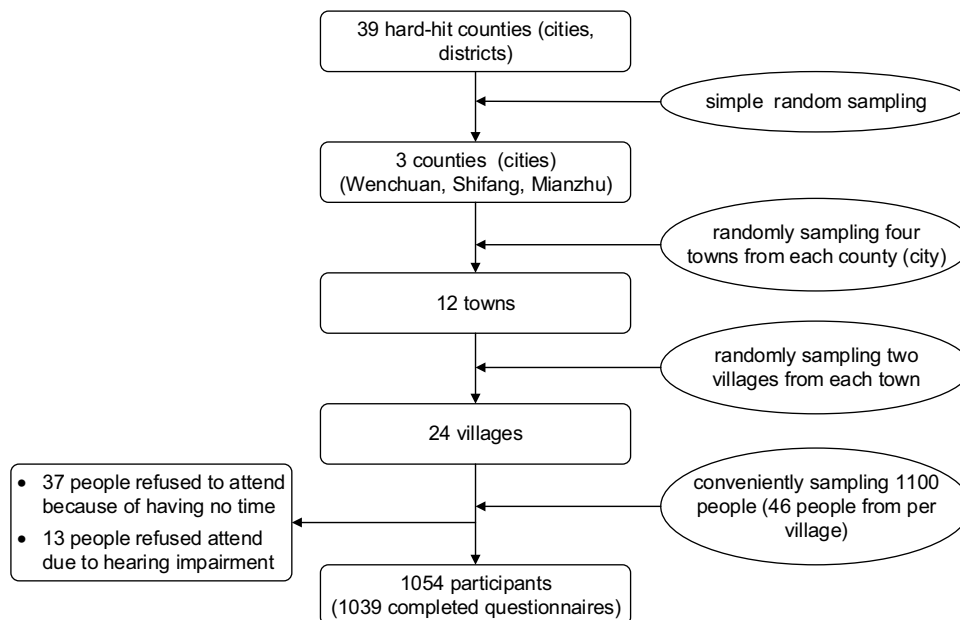 39 hard-hit counties (cities,
districts)
simple random sampling
3 counties (cities)
(Wenchuan, Shifang, Mianzhu)
randomly sampling four
towns from each county (city)
12 towns
randomly sampling two
villages from each town
24 villages
• 37 people refused to attend
because of having no time
• 13 people refused attend
due to hearing impairment
conveniently sampling 1100
people (46 people from per
village)
1054 participants
(1039 completed questionnaires)